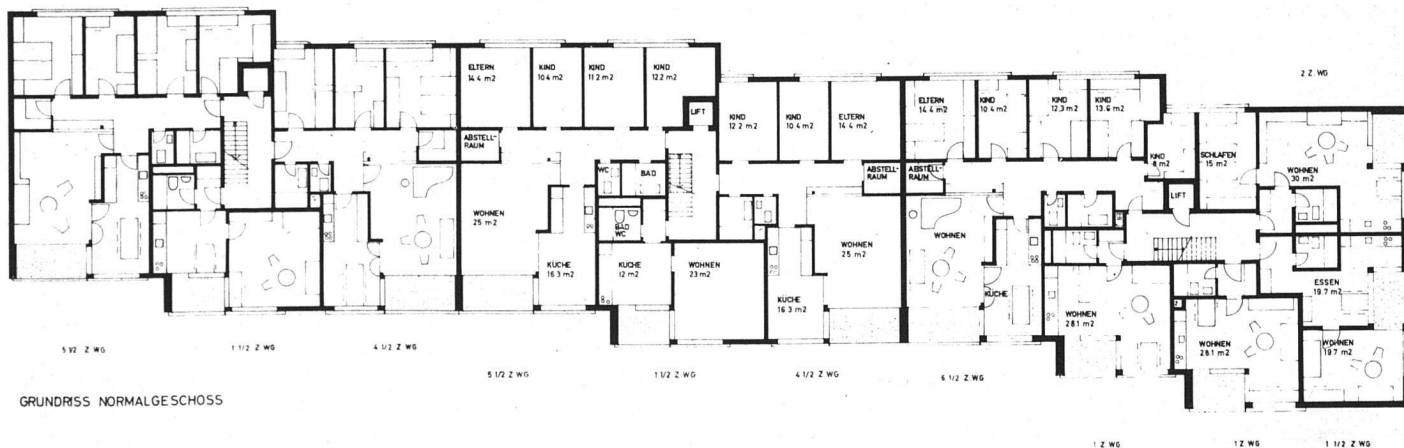 2 Z. WG
ELTERN
14.4 m2
KIND
10.4 m2
KIND
11.2 m2
KIND
12.2 m2
LIFT
ABSTELL-
RAUM
WC
BAD
BAD
WC
WOHNEN
25 m2
KÜCHE
16.3 m2
KÜCHE
12 m2
WOHNEN
23 m2
KIND
12.2 m2
KIND
10.4 m2
ELTERN
14.4 m2
ABSTELL-
RAUM
WOHNEN
25 m2
KÜCHE
16.3 m2
ELTERN
14.4 m2
KIND
10.4 m2
KIND
12.3 m2
KIND
13.6 m2
ABSTELL-
RAUM
WOHNEN
KÜCHE
KIND
8 m2
SCHLAFEN
15 m2
LIFT
WOHNEN
30 m2
WOHNEN
28.1 m2
WOHNEN
28.1 m2
ESSEN
19.7 m2
WOHNEN
19.7 m2
5 1/2 Z WG
1 1/2 Z WG
4 1/2 Z WG
5 1/2 Z WG
1 1/2 Z WG
4 1/2 Z WG
6 1/2 Z WG
1 Z WG
1 Z WG
1 1/2 Z WG
GRUNDRISS NORMALGESCHOSS